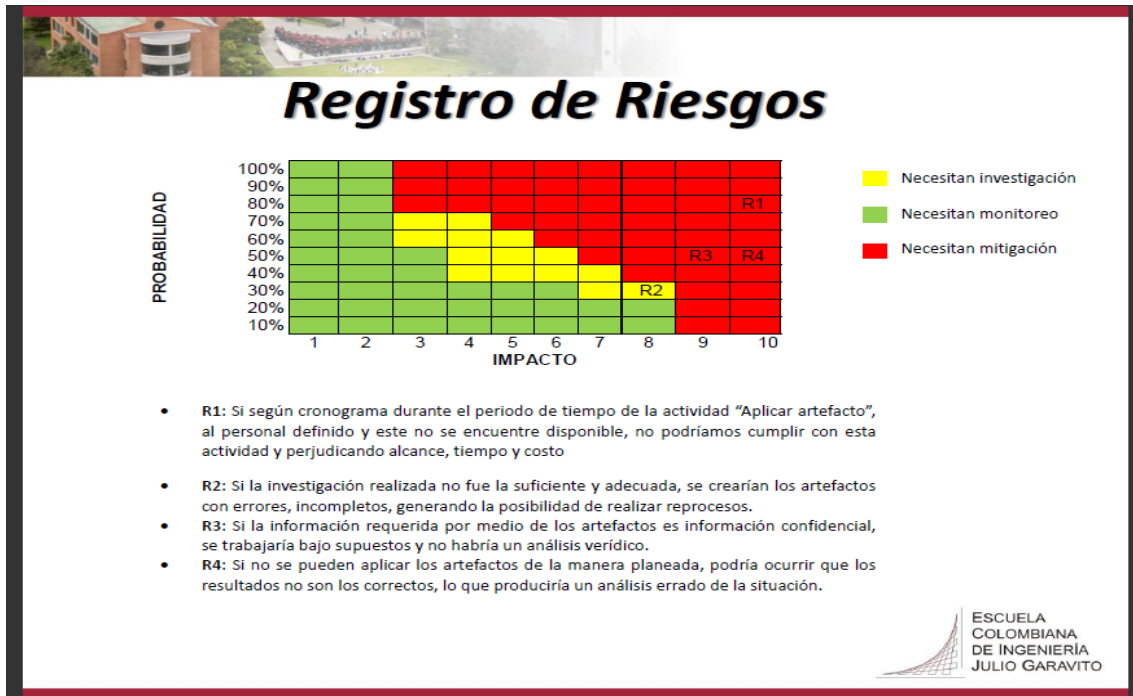 Registro de Riesgos
PROBABILIDAD
100%
90%
80% R1
70%
60%
50% R3 R4
40%
30% R2
20%
10%
1 2 3 4 5 6 7 8 9 10
IMPACTO
Necesitan investigación
Necesitan monitoreo
Necesitan mitigación
• R1: Si según cronograma durante el periodo de tiempo de la actividad “Aplicar artefacto”,
al personal definido y este no se encuentre disponible, no podríamos cumplir con esta
actividad y perjudicando alcance, tiempo y costo
• R2: Si la investigación realizada no fue la suficiente y adecuada, se crearían los artefactos
con errores, incompletos, generando la posibilidad de realizar reprocesos.
• R3: Si la información requerida por medio de los artefactos es información confidencial,
se trabajaría bajo supuestos y no habría un análisis verídico.
• R4: Si no se pueden aplicar los artefactos de la manera planeada, podría ocurrir que los
resultados no son los correctos, lo que produciría un análisis errado de la situación.
ESCUELA
COLOMBIANA
DE INGENIERÍA
JULIO GARAVITO